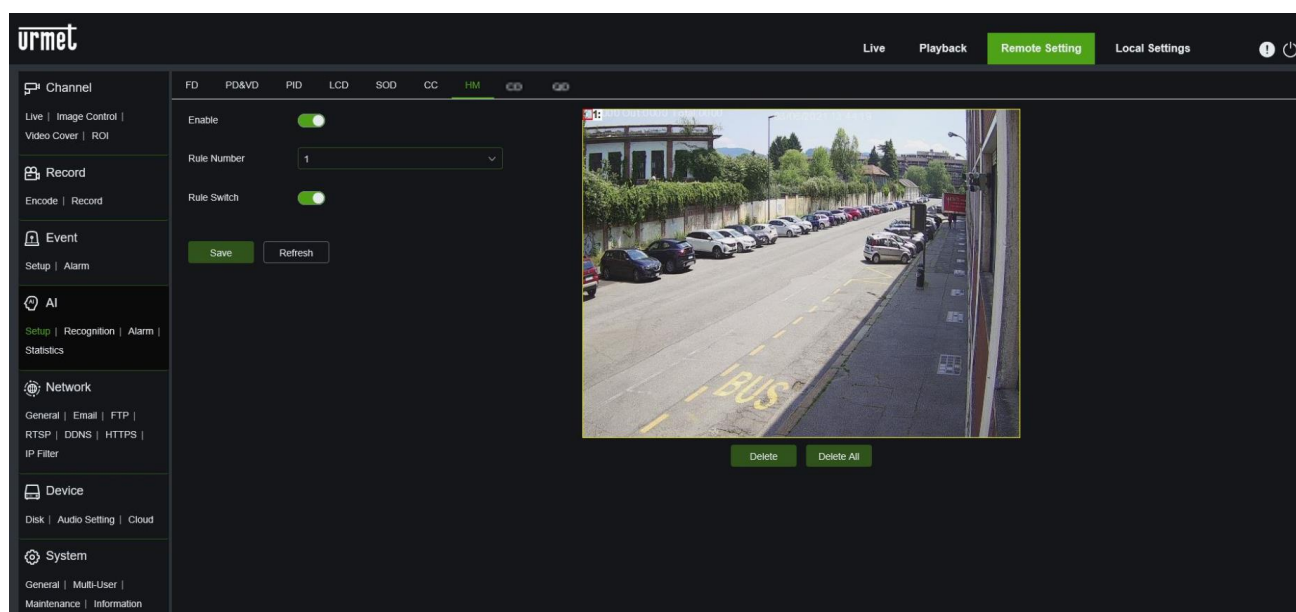 urmet
Live Playback Remote Setting Local Settings
Channel
Live | Image Control |
Video Cover | ROI
Record
Encode | Record
Event
Setup | Alarm
AI
Setup | Recognition | Alarm |
Statistics
Network
General | Email | FTP |
RTSP | DDNS | HTTPS |
IP Filter
Device
Disk | Audio Setting | Cloud
System
General | Multi-User |
Maintenance | Information
FD PD&VD PID LCD SOD CC HM
Enable
Rule Number 1
Rule Switch
Save Refresh
1:
BUS
Delete Delete All